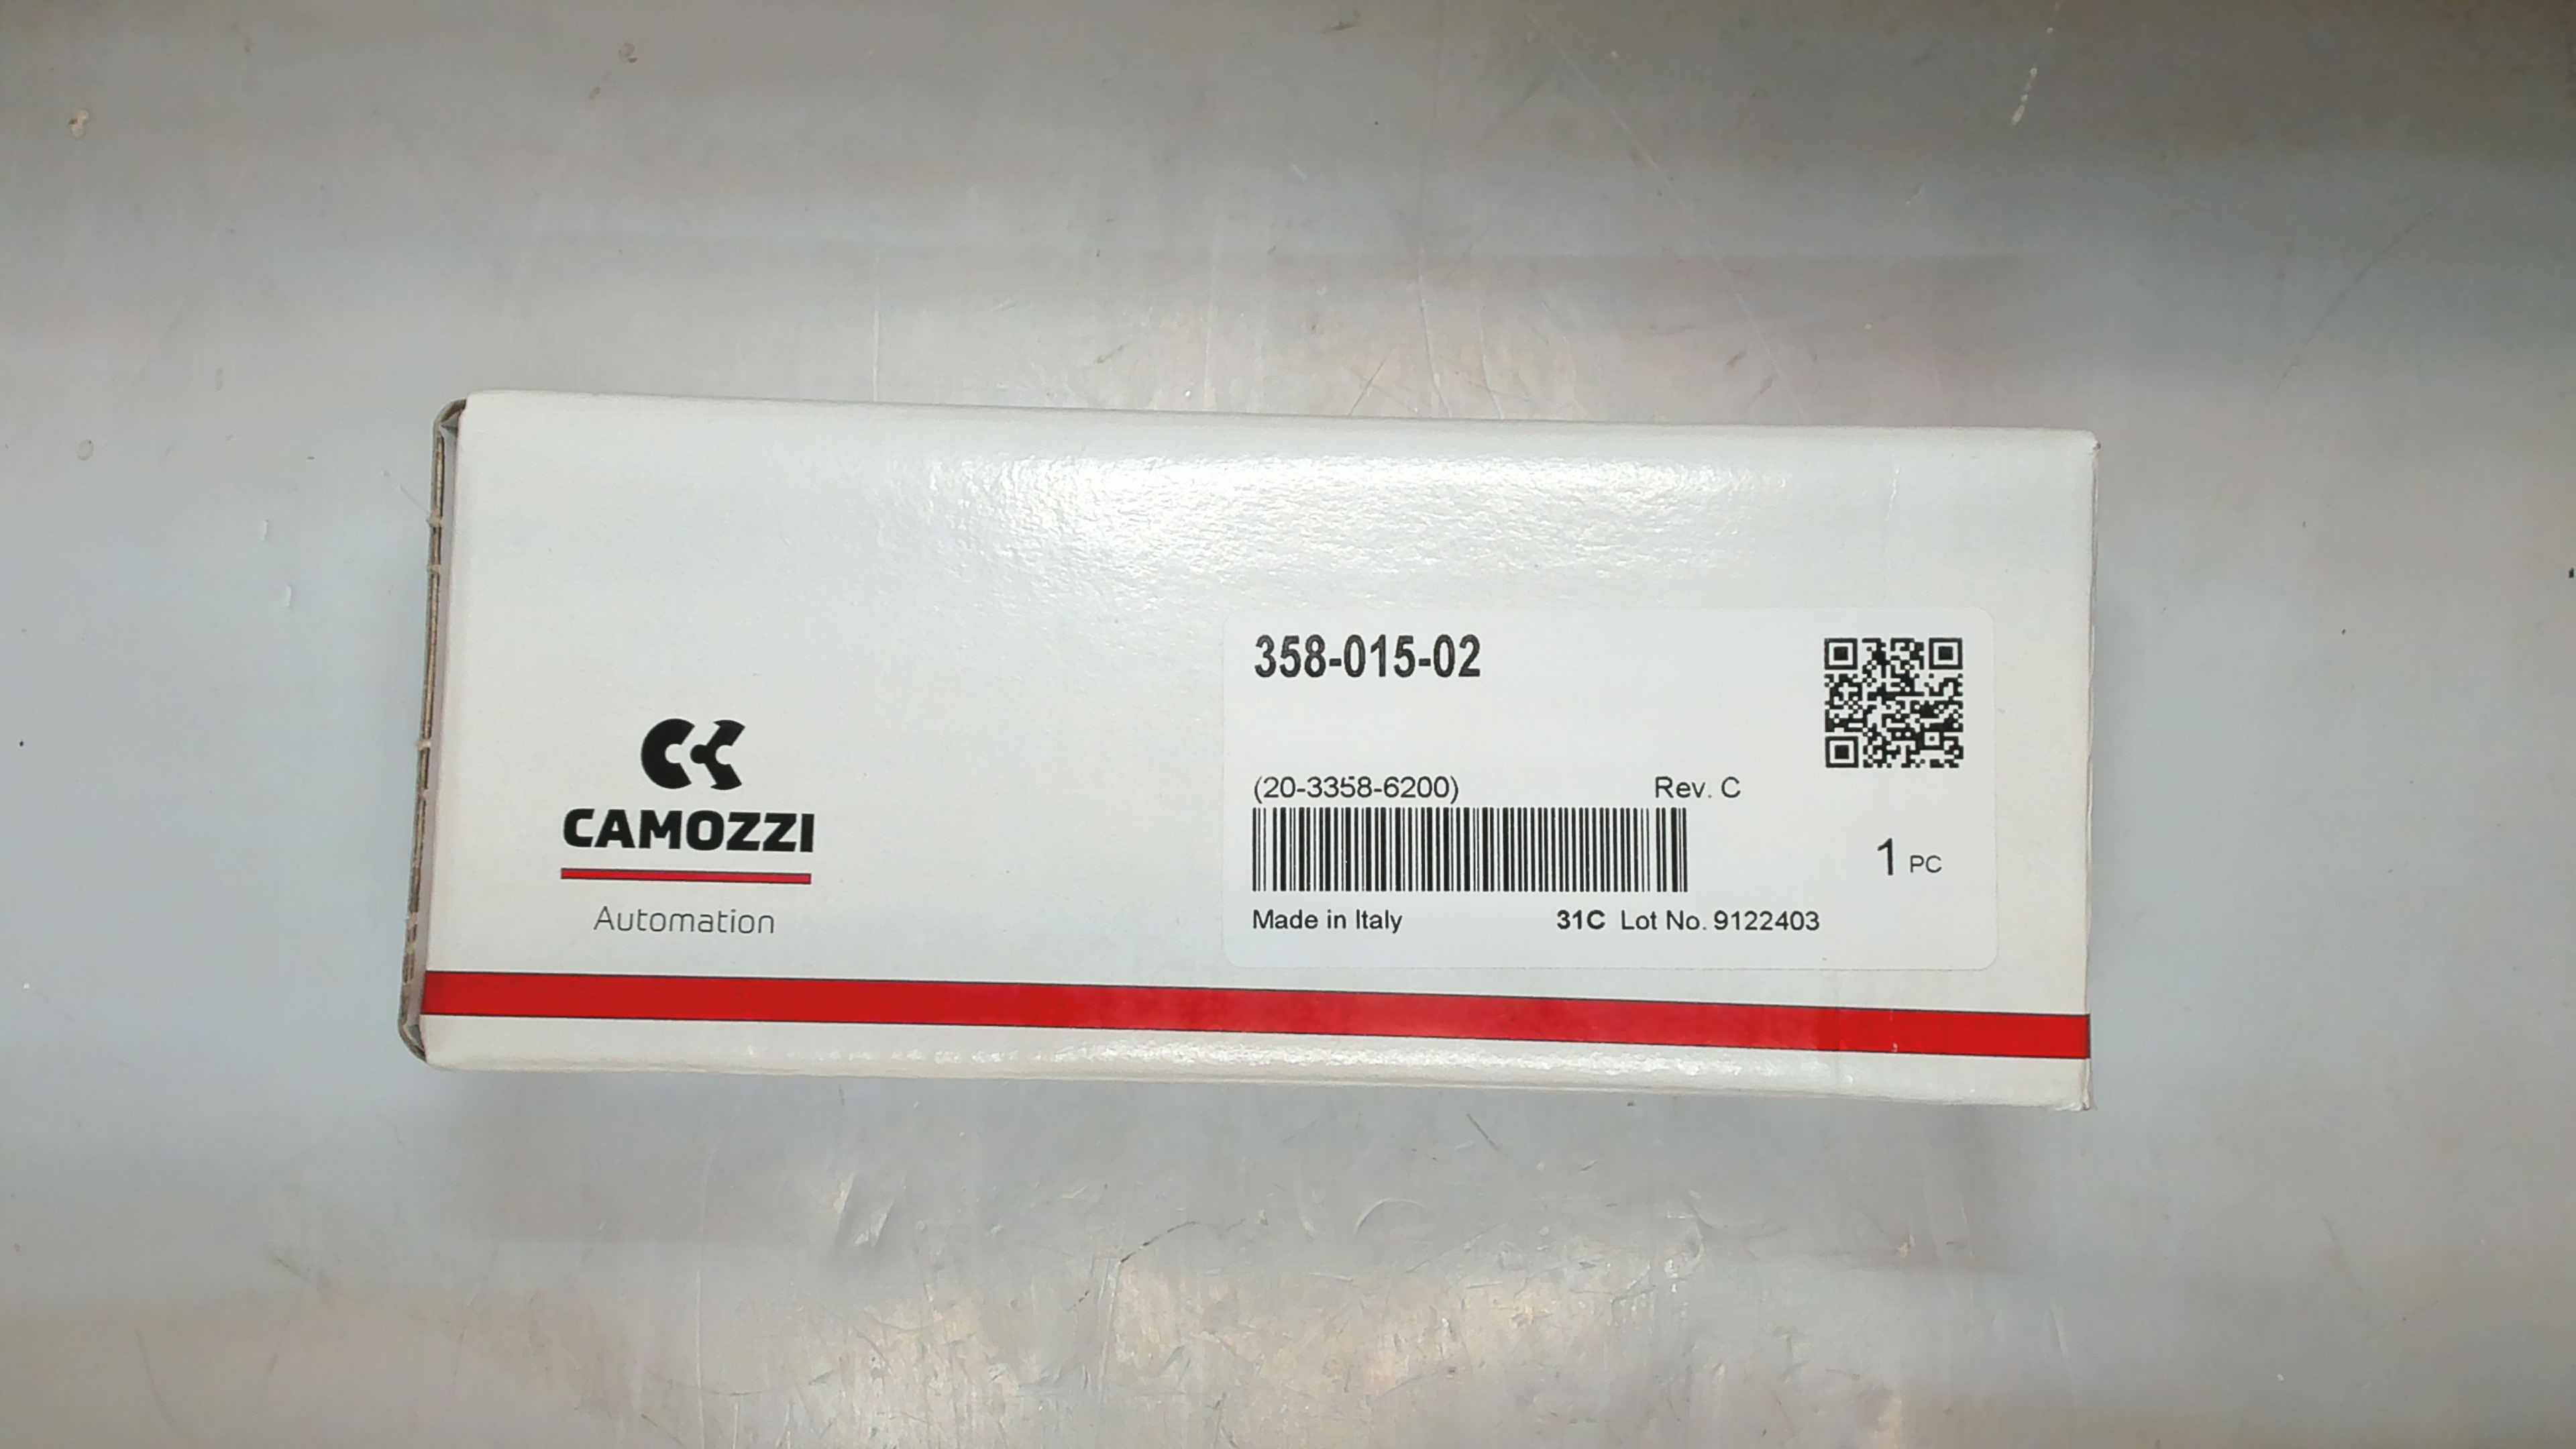 CAMOZZI
Automation
358-015-02
(20-3358-6200) Rev. C
1 PC
Made in Italy 31C Lot No. 9122403